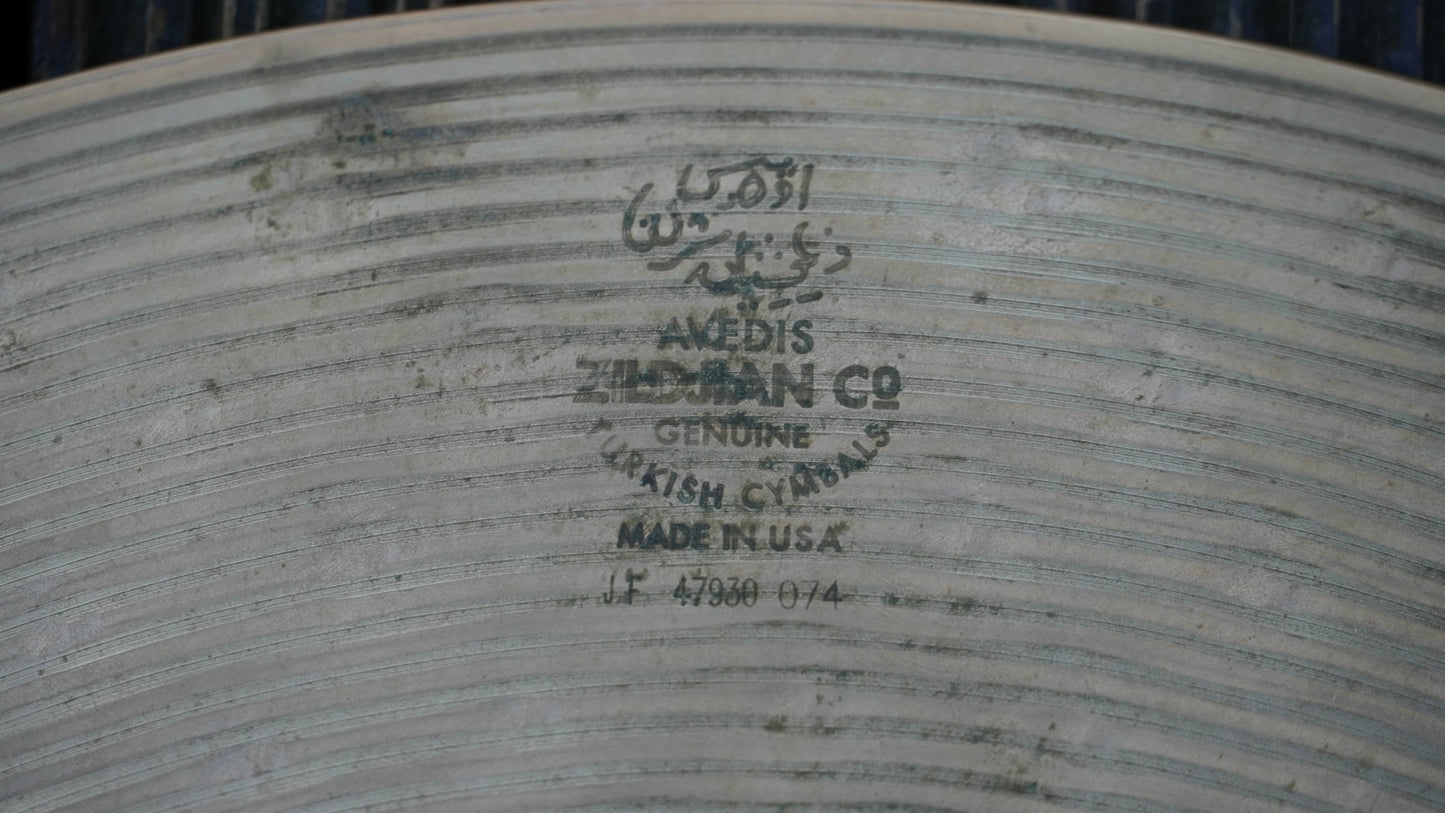 AVEDIS
ZILDJIAN Cº
GENUINE
TURKISH CYMBALS
MADE IN USA
JF 47930 074